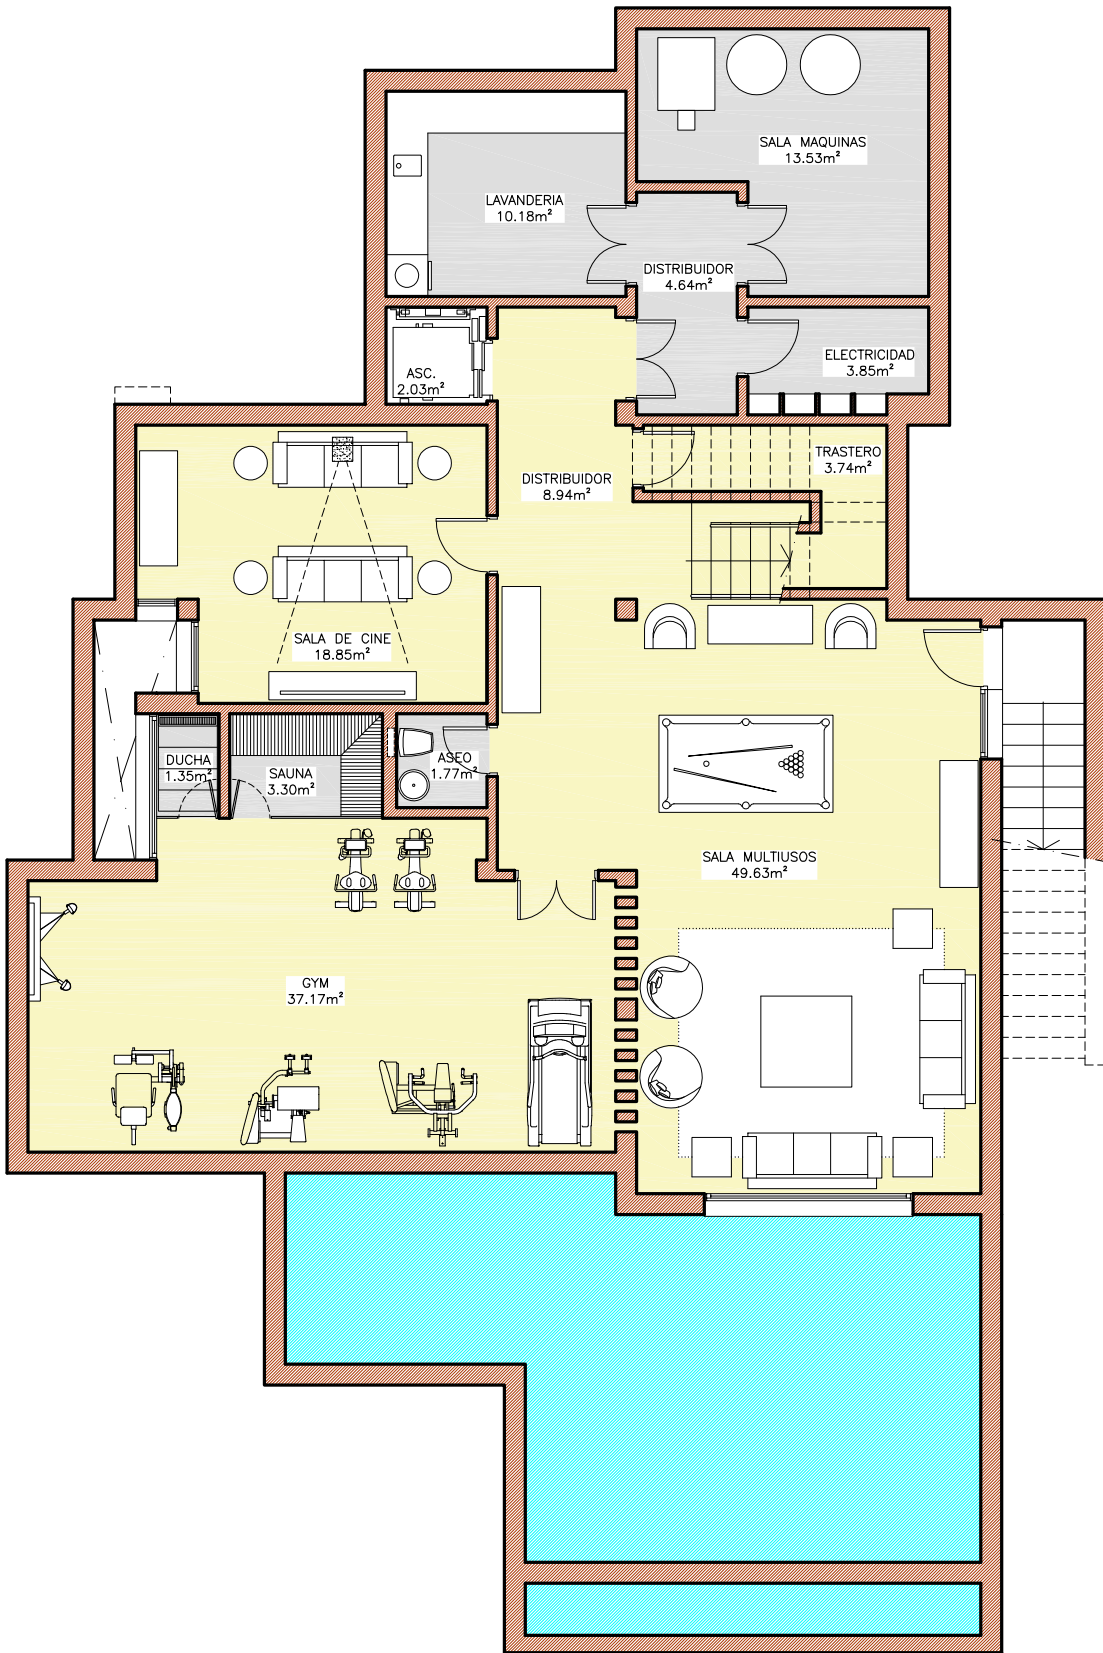 SALA MAQUINAS
13.53m²
LAVANDERIA
10.18m²
DISTRIBUIDOR
4.64m²
ELECTRICIDAD
3.85m²
ASC.
2.03m²
TRASTERO
3.74m²
DISTRIBUIDOR
8.94m²
SALA DE CINE
18.85m²
DUCHA
1.35m²
SAUNA
3.30m²
ASEO
1.77m²
SALA MULTIUSOS
49.63m²
GYM
37.17m²